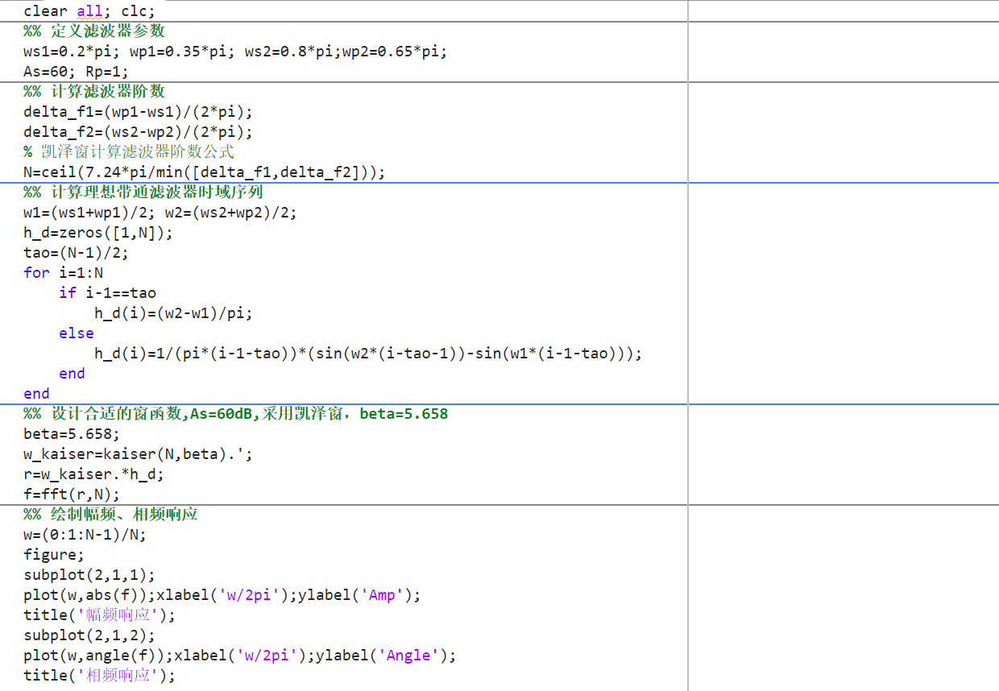 clear all; clc;
%% 定义滤波器参数
ws1=0.2*pi; wp1=0.35*pi; ws2=0.8*pi;wp2=0.65*pi;
As=60; Rp=1;
%% 计算滤波器阶数
delta_f1=(wp1-ws1)/(2*pi);
delta_f2=(ws2-wp2)/(2*pi);
% 凯泽窗计算滤波器阶数公式
N=ceil(7.24*pi/min([delta_f1,delta_f2]));
%% 计算理想带通滤波器时域序列
w1=(ws1+wp1)/2; w2=(ws2+wp2)/2;
h_d=zeros([1,N]);
tao=(N-1)/2;
for i=1:N
    if i-1==tao
        h_d(i)=(w2-w1)/pi;
    else
        h_d(i)=1/(pi*(i-1-tao))*(sin(w2*(i-tao-1))-sin(w1*(i-1-tao)));
    end
end
%% 设计合适的窗函数,As=60dB,采用凯泽窗，beta=5.658
beta=5.658;
w_kaiser=kaiser(N,beta).';
r=w_kaiser.*h_d;
f=fft(r,N);
%% 绘制幅频、相频响应
w=(0:1:N-1)/N;
figure;
subplot(2,1,1);
plot(w,abs(f));xlabel('w/2pi');ylabel('Amp');
title('幅频响应');
subplot(2,1,2);
plot(w,angle(f));xlabel('w/2pi');ylabel('Angle');
title('相频响应');